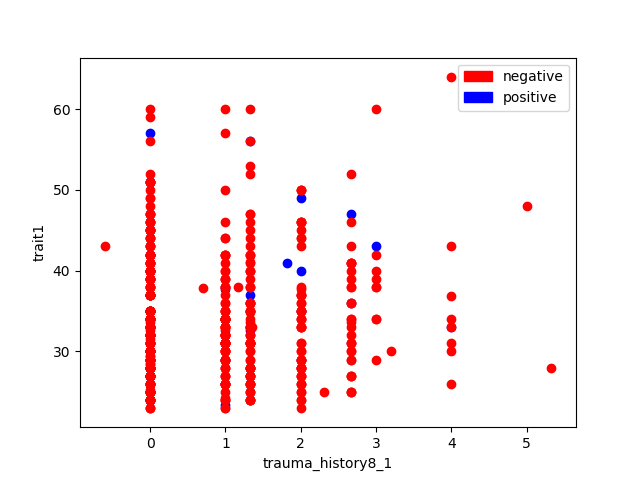 negative
positive
60
50
40
30
trait1
0 1 2 3 4 5
trauma_history8_1